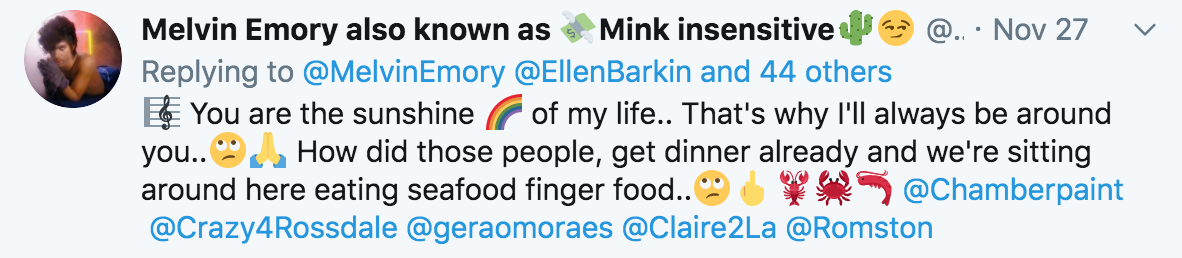 Melvin Emory also known as 💸Mink insensitive🌵😏 @.. · Nov 27
Replying to @MelvinEmory @EllenBarkin and 44 others
🎼 You are the sunshine 🌈 of my life.. That's why I'll always be around
you..🙄🙏 How did those people, get dinner already and we're sitting
around here eating seafood finger food..🙄🖕🦞🦀🦐 @Chamberpaint
@Crazy4Rossdale @geraomoraes @Claire2La @Romston